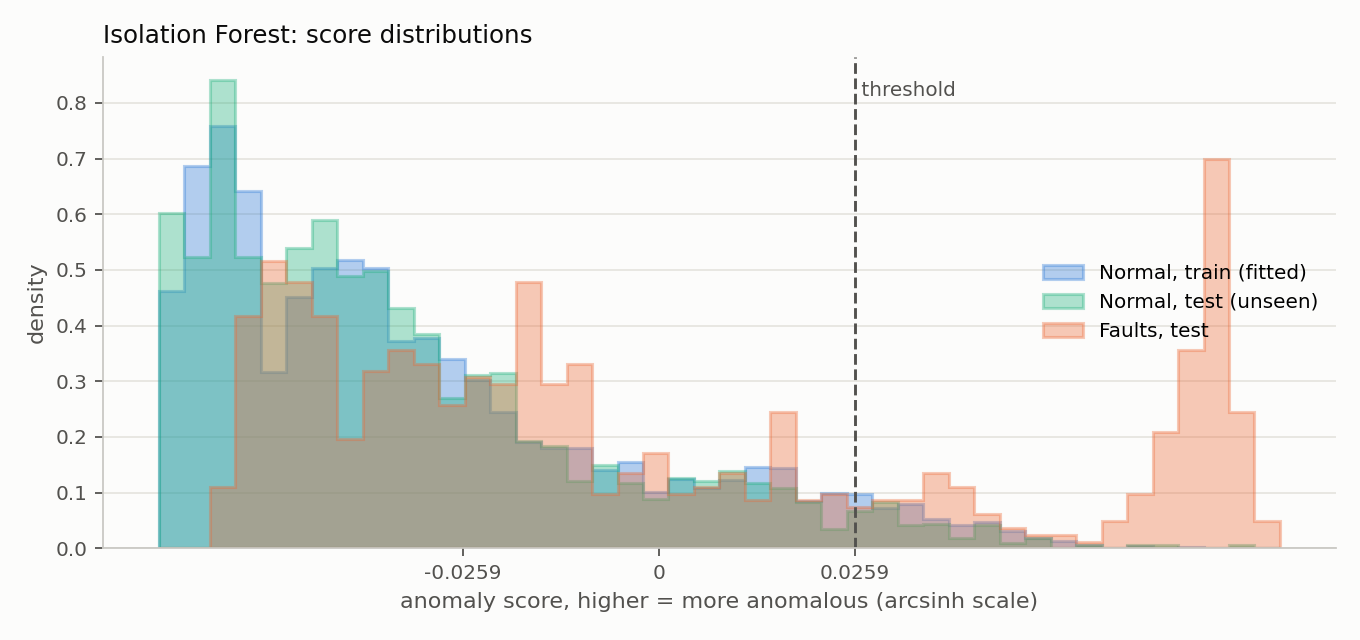 Isolation Forest: score distributions
threshold
0.8
0.7
0.6
0.5
0.4
0.3
0.2
0.1
0.0
density
Normal, train (fitted)
Normal, test (unseen)
Faults, test
-0.0259
0
0.0259
anomaly score, higher = more anomalous (arcsinh scale)